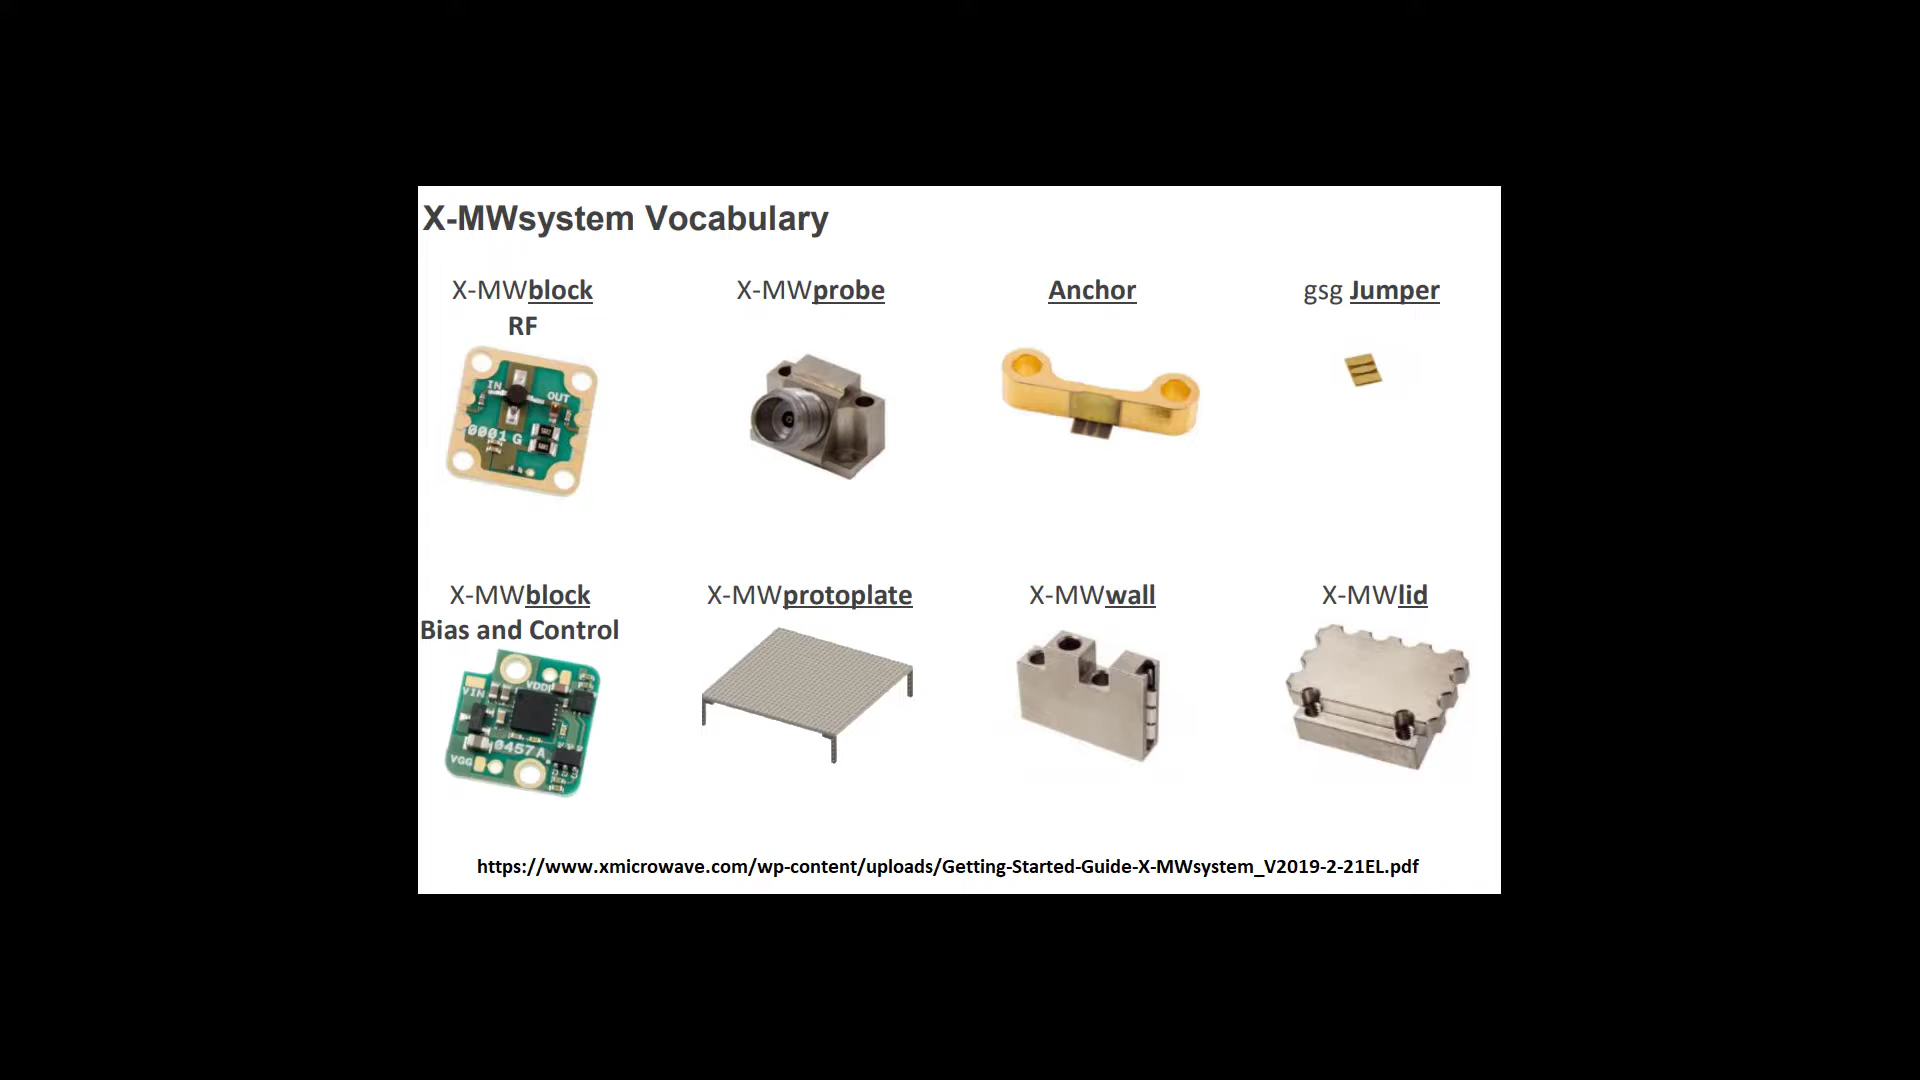 X-MWsystem Vocabulary
X-MWblock
RF
X-MWprobe
Anchor
gsg Jumper
IN
OUT
0001 G
X-MWblock
Bias and Control
X-MWprotoplate
X-MWwall
X-MWlid
VIN
VDD
0457 A
VGG
https://www.xmicrowave.com/wp-content/uploads/Getting-Started-Guide-X-MWsystem_V2019-2-21EL.pdf